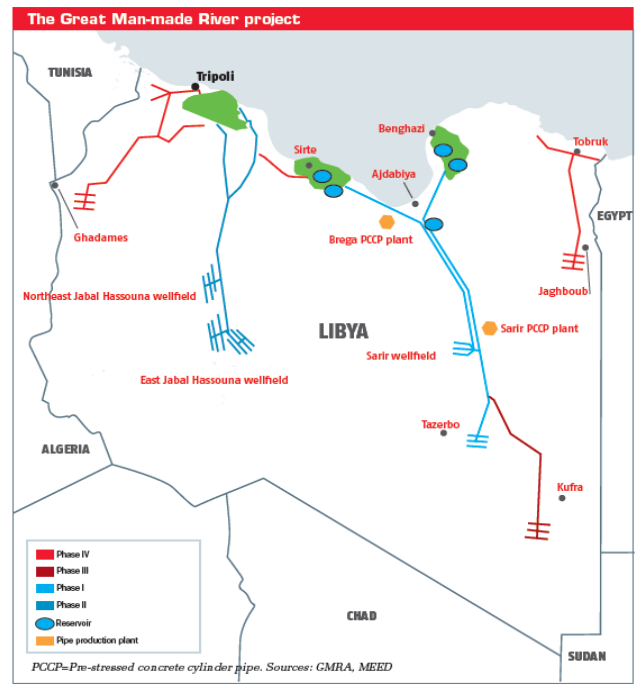 The Great Man-made River project
TUNISIA
Tripoli
Benghazi
Sirte
Tobruk
Ajdabiya
EGYPT
Ghadames
Brega PCCP plant
Jaghboub
Northeast Jabal Hassouna wellfield
LIBYA
Sarir PCCP plant
Sarir wellfield
East Jabal Hassouna wellfield
Tazerbo
ALGERIA
Kufra
Phase IV
Phase III
Phase I
Phase II
Reservoir
Pipe production plant
CHAD
SUDAN
PCCP=Pre-stressed concrete cylinder pipe. Sources: GMRA, MEED